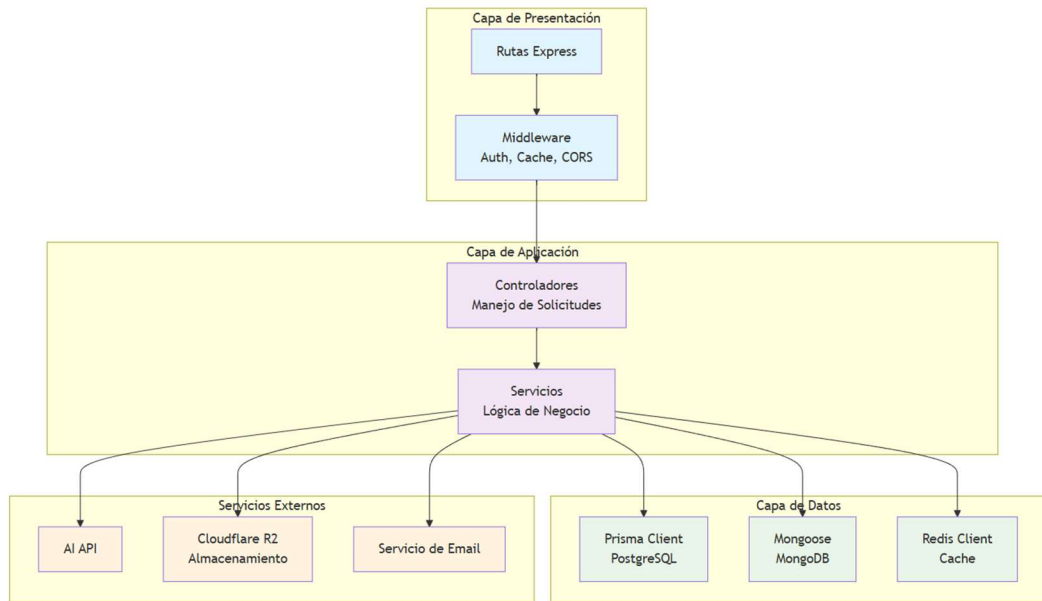 Capa de Presentación
Rutas Express
Middleware
Auth, Cache, CORS
Capa de Aplicación
Controladores
Manejo de Solicitudes
Servicios
Lógica de Negocio
Servicios Externos
AI API
Cloudflare R2
Almacenamiento
Servicio de Email
Capa de Datos
Prisma Client
PostgreSQL
Mongoose
MongoDB
Redis Client
Cache